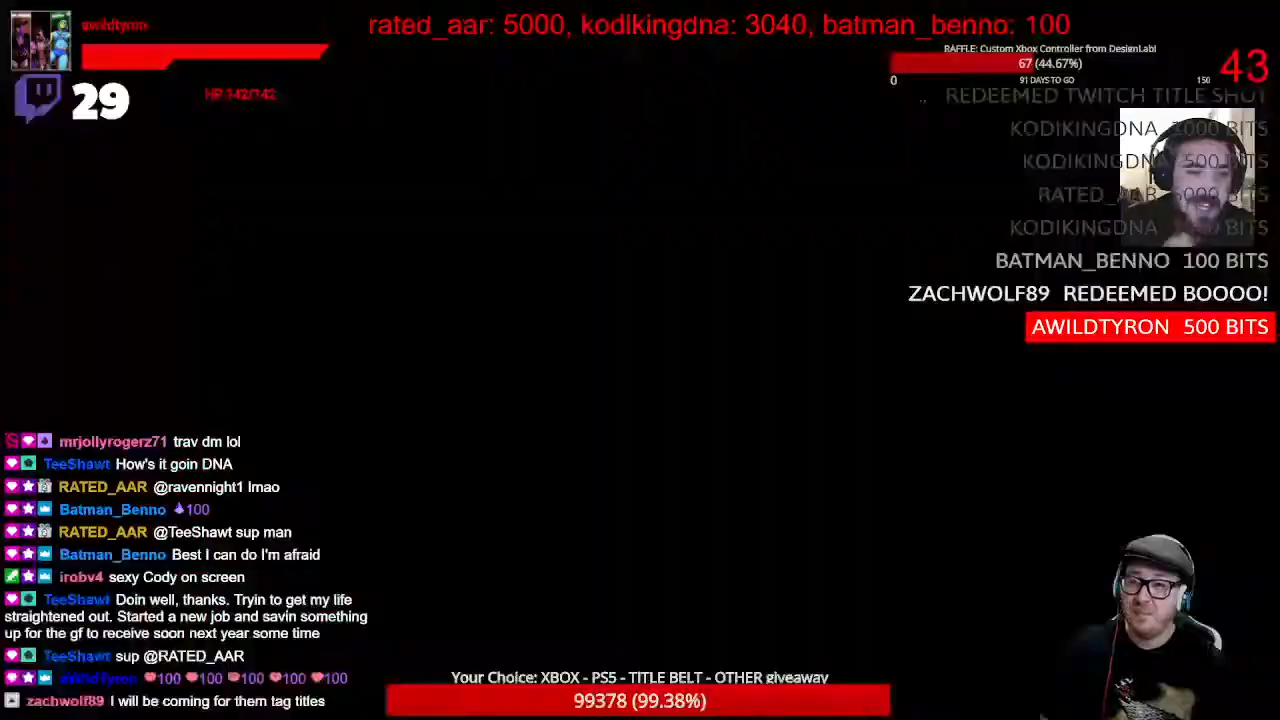 awildtyron
rated_aar: 5000, kodikingdna: 3040, batman_benno: 100
RAFFLE: Custom Xbox Controller from DesignLab!
67 (44.67%)
0
91 DAYS TO GO
150
43
29
HP 342/342
REDEEMED TWITCH TITLE SHOT
KODIKINGDNA 1000 BITS
KODIKINGDNA 500 BITS
RATED_AAR 5000 BITS
KODIKINGDNA BITS
BATMAN_BENNO 100 BITS
ZACHWOLF89 REDEEMED BOOOO!
AWILDTYRON 500 BITS
mrjollyrogerz71 trav dm lol
TeeShawt How's it goin DNA
RATED_AAR @ravennight1 lmao
Batman_Benno 100
RATED_AAR @TeeShawt sup man
Batman_Benno Best I can do I'm afraid
irobv4 sexy Cody on screen
TeeShawt Doin well, thanks. Tryin to get my life
straightened out. Started a new job and savin something
up for the gf to receive soon next year some time
TeeShawt sup @RATED_AAR
aWildTyron 100 100 100 100 100
zachwolf89 I will be coming for them tag titles
Your Choice: XBOX - PS5 - TITLE BELT - OTHER giveaway
99378 (99.38%)